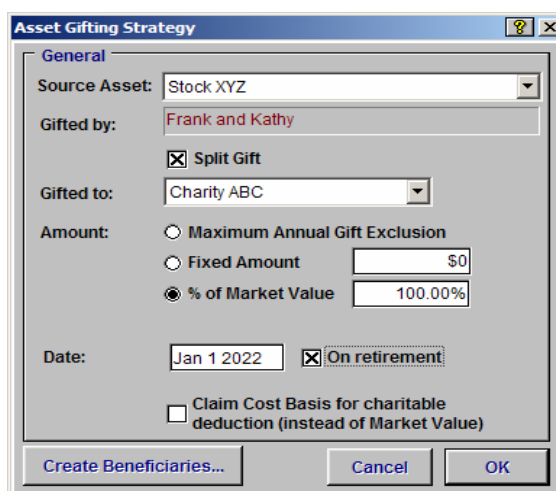 Asset Gifting Strategy ? X
General
Source Asset: Stock XYZ
Gifted by: Frank and Kathy
Split Gift
Gifted to: Charity ABC
Amount: Maximum Annual Gift Exclusion
Fixed Amount $0
% of Market Value 100.00%
Date: Jan 1 2022 On retirement
Claim Cost Basis for charitable
deduction (instead of Market Value)
Create Beneficiaries... Cancel OK